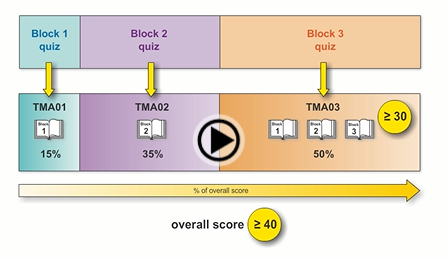 Block 1 quiz
Block 2 quiz
Block 3 quiz
TMA01
TMA02
TMA03
≥ 30
Block 1
Block 2
Block 1
Block 2
Block 3
15%
35%
50%
% of overall score
overall score ≥ 40